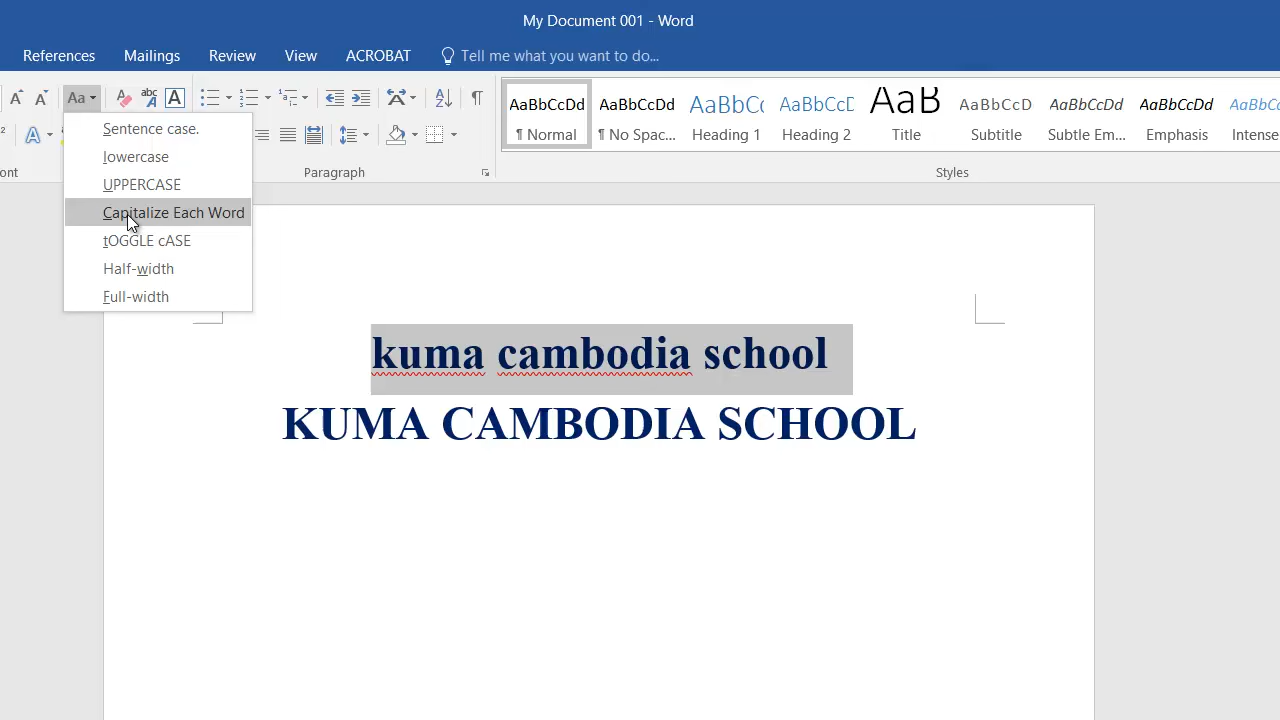 My Document 001 - Word
References Mailings Review View ACROBAT Tell me what you want to do...
Aa
AaBbCcDd AaBbCcDd AaBbCc AaBbCcD AaB AaBbCcD AaBbCcDd AaBbCcDd AaBbCcDd
¶ Normal ¶ No Spac... Heading 1 Heading 2 Title Subtitle Subtle Em... Emphasis Intense
Paragraph Styles
Sentence case.
lowercase
UPPERCASE
Capitalize Each Word
tOGGLE cASE
Half-width
Full-width
kuma cambodia school
KUMA CAMBODIA SCHOOL